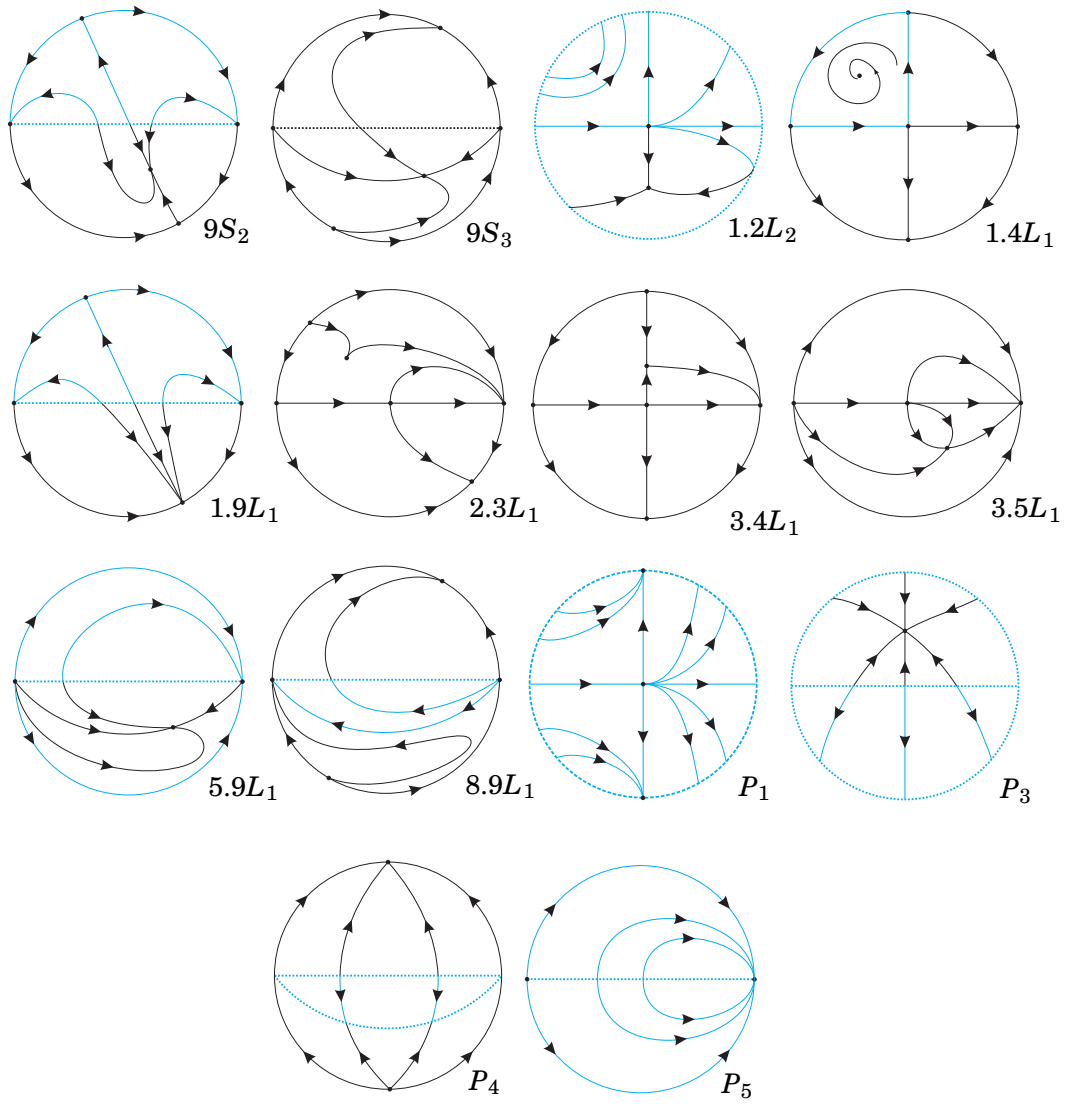 9S₂
9S₃
1.2L₂
1.4L₁
1.9L₁
2.3L₁
3.4L₁
3.5L₁
5.9L₁
8.9L₁
P₁
P₃
P₄
P₅